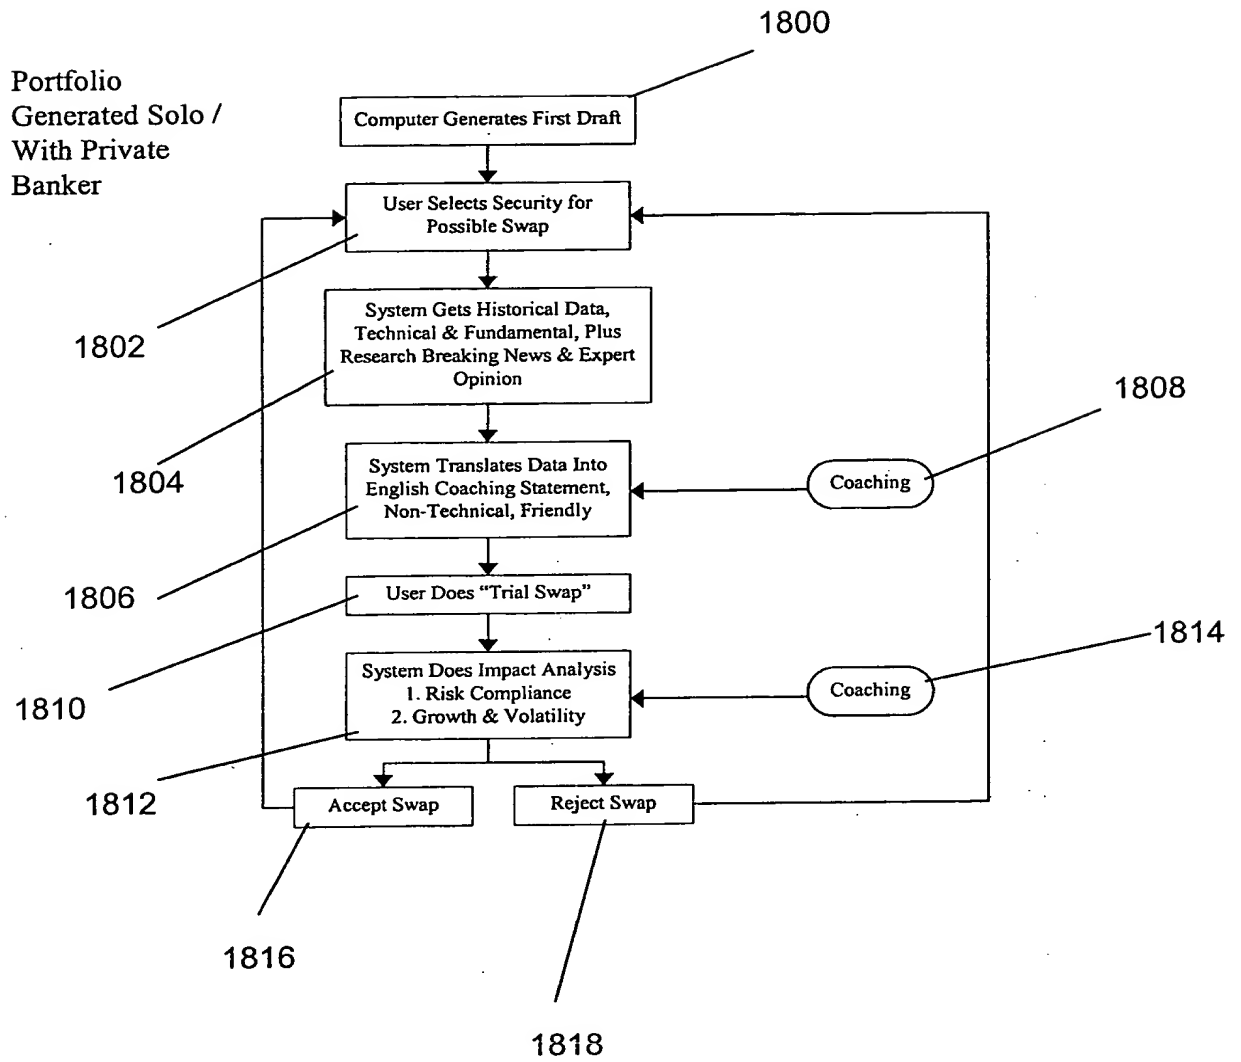 1800
Portfolio
Generated Solo /
With Private
Banker
Computer Generates First Draft
User Selects Security for
Possible Swap
1802
System Gets Historical Data,
Technical & Fundamental, Plus
Research Breaking News & Expert
Opinion
1804
1808
System Translates Data Into
English Coaching Statement,
Non-Technical, Friendly
Coaching
1806
User Does “Trial Swap”
1810
System Does Impact Analysis
1. Risk Compliance
2. Growth & Volatility
Coaching
1814
1812
Accept Swap
Reject Swap
1816
1818